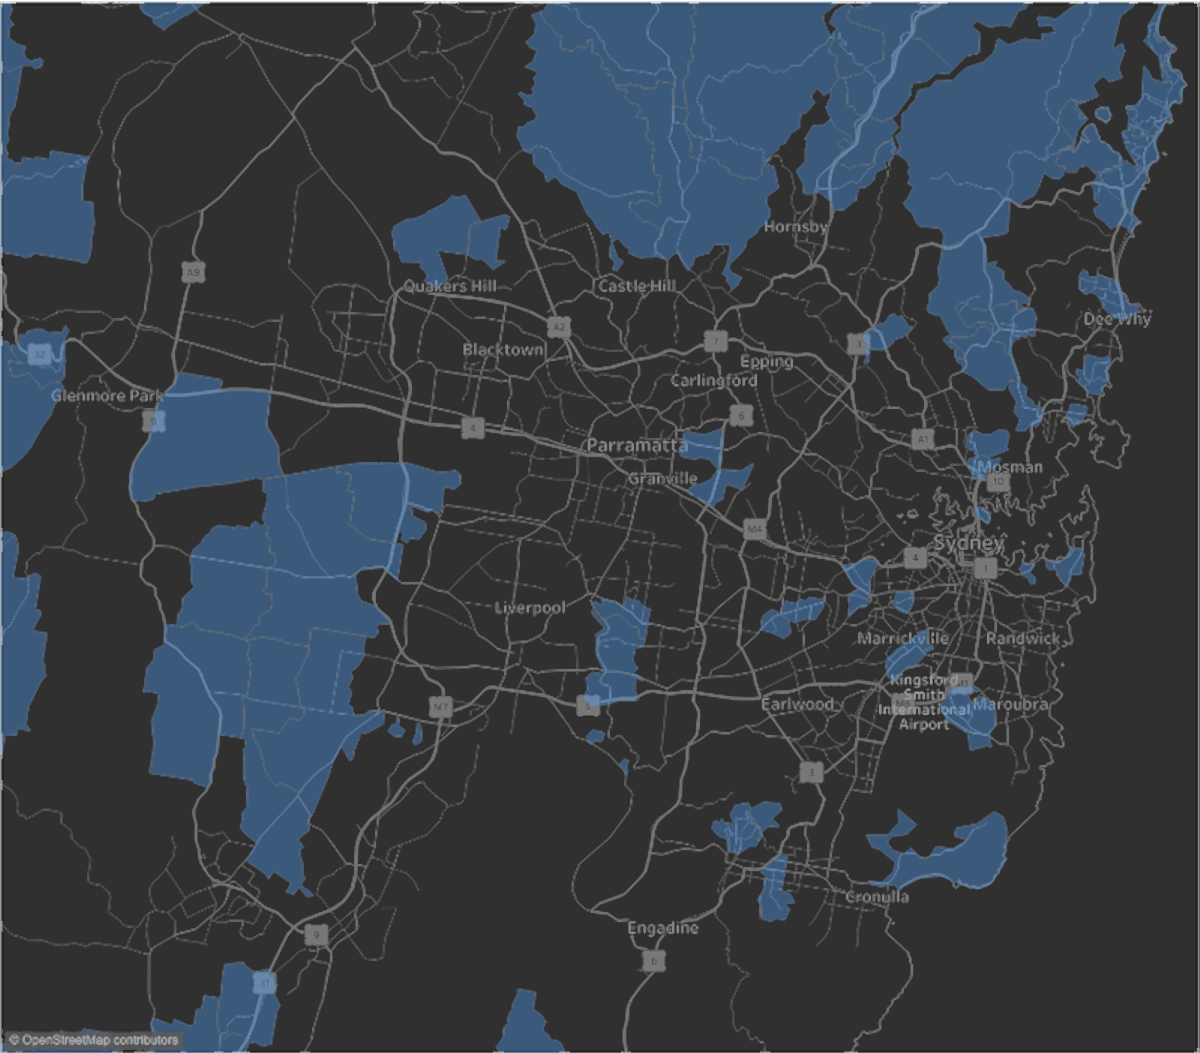 Hornsby
A9
Quakers Hill
Castle Hill
Dee Why
A2
32
Blacktown
7
3
Epping
Carlingford
Glenmore Park
6
4
A1
Parramatta
Mosman
Granville
10
M4
Sydney
4
1
Liverpool
Marrickville
Randwick
Kingsford
Smith
International
Airport
M7
5
Earlwood
Maroubra
3
Cronulla
Engadine
9
6
31
© OpenStreetMap contributors